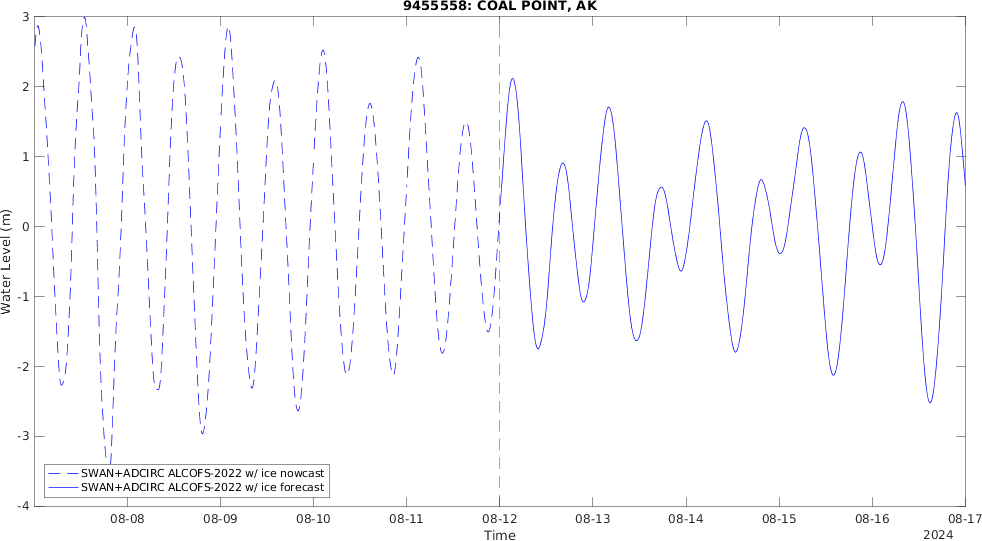 9455558: COAL POINT, AK
3
2
1
0
-1
-2
-3
-4
Water Level (m)
SWAN+ADCIRC ALCOFS-2022 w/ ice nowcast
SWAN+ADCIRC ALCOFS-2022 w/ ice forecast
08-08 08-09 08-10 08-11 08-12 08-13 08-14 08-15 08-16 08-17
Time
2024